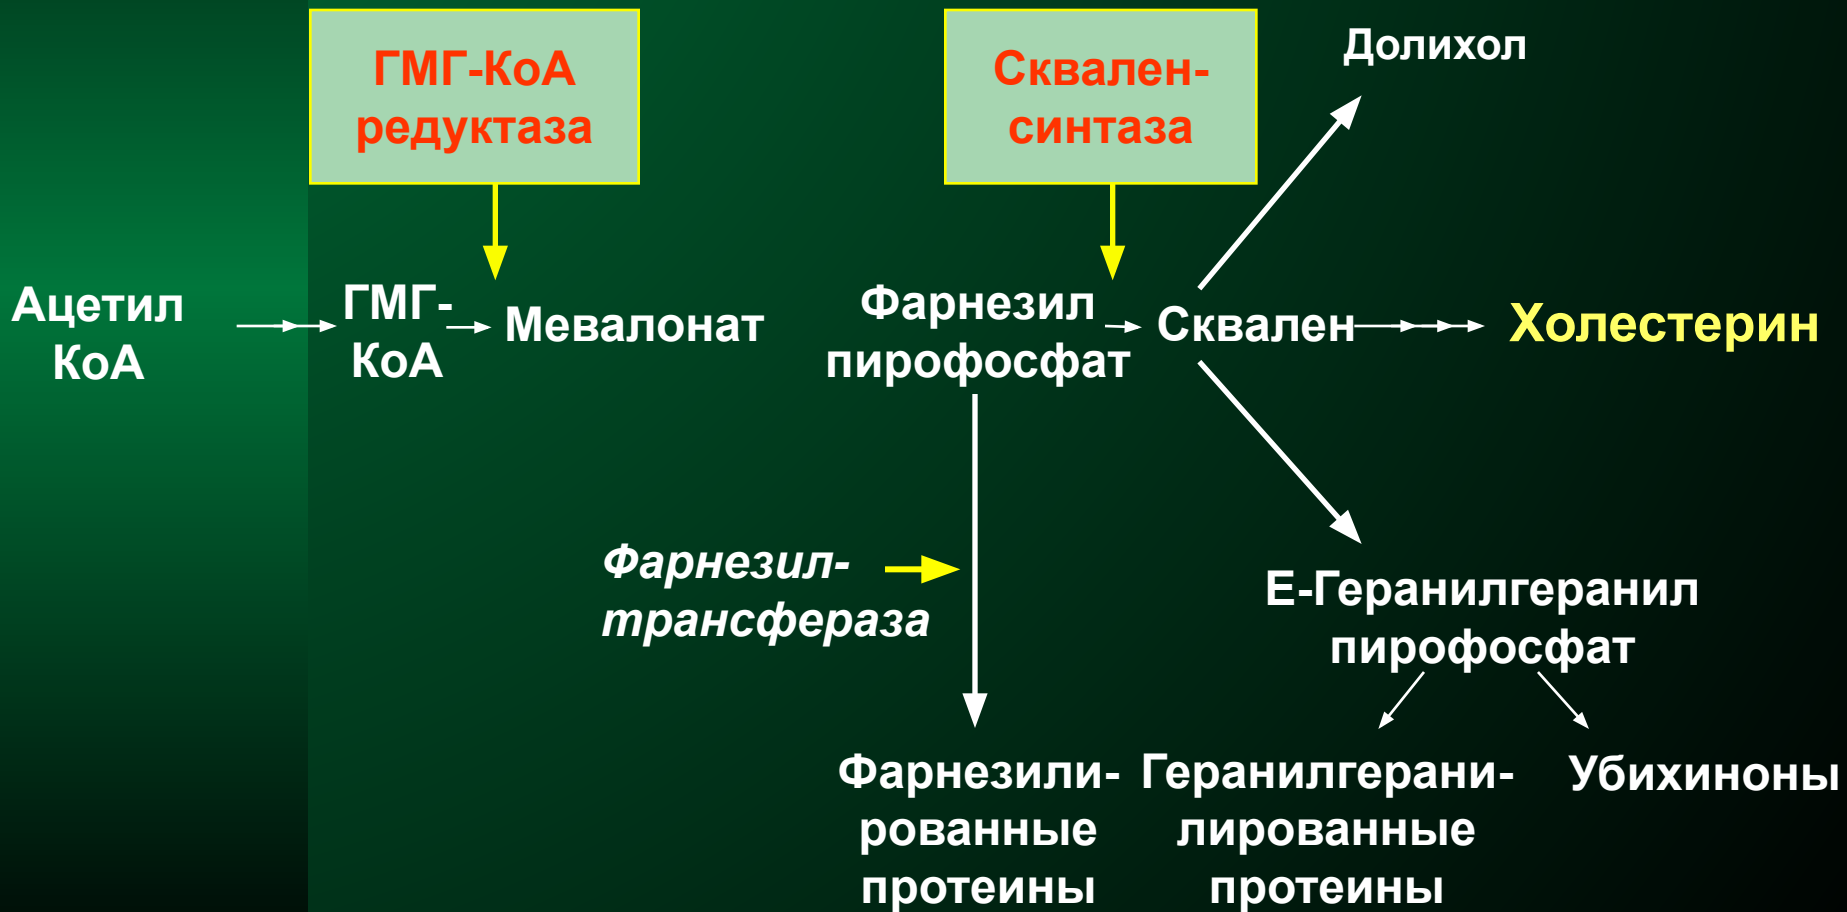 ГМГ-КоА
редуктаза
Сквален-
синтаза
Долихол
Ацетил
КоА
ГМГ-
КоА
Мевалонат
Фарнезил
пирофосфат
Сквален
Холестерин
Фарнезил-
трансфераза
Е-Геранилгеранил
пирофосфат
Фарнезили-
рованные
протеины
Геранилгерани-
лированные
протеины
Убихиноны